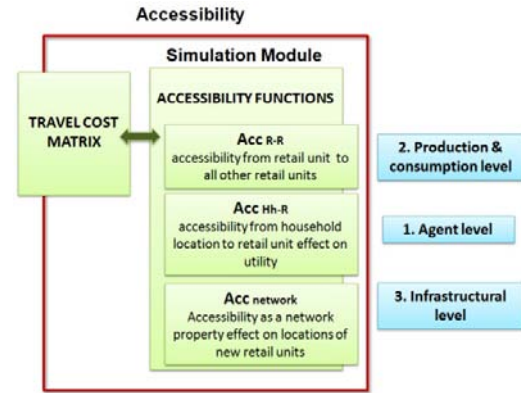 Accessibility
Simulation Module
TRAVEL COST
MATRIX
ACCESSIBILITY FUNCTIONS
Acc R-R
accessibility from retail unit to
all other retail units
2. Production &
consumption level
Acc Hh-R
accessibility from household
location to retail unit effect on
utility
1. Agent level
Acc network
Accessibility as a network
property effect on locations of
new retail units
3. Infrastructural
level